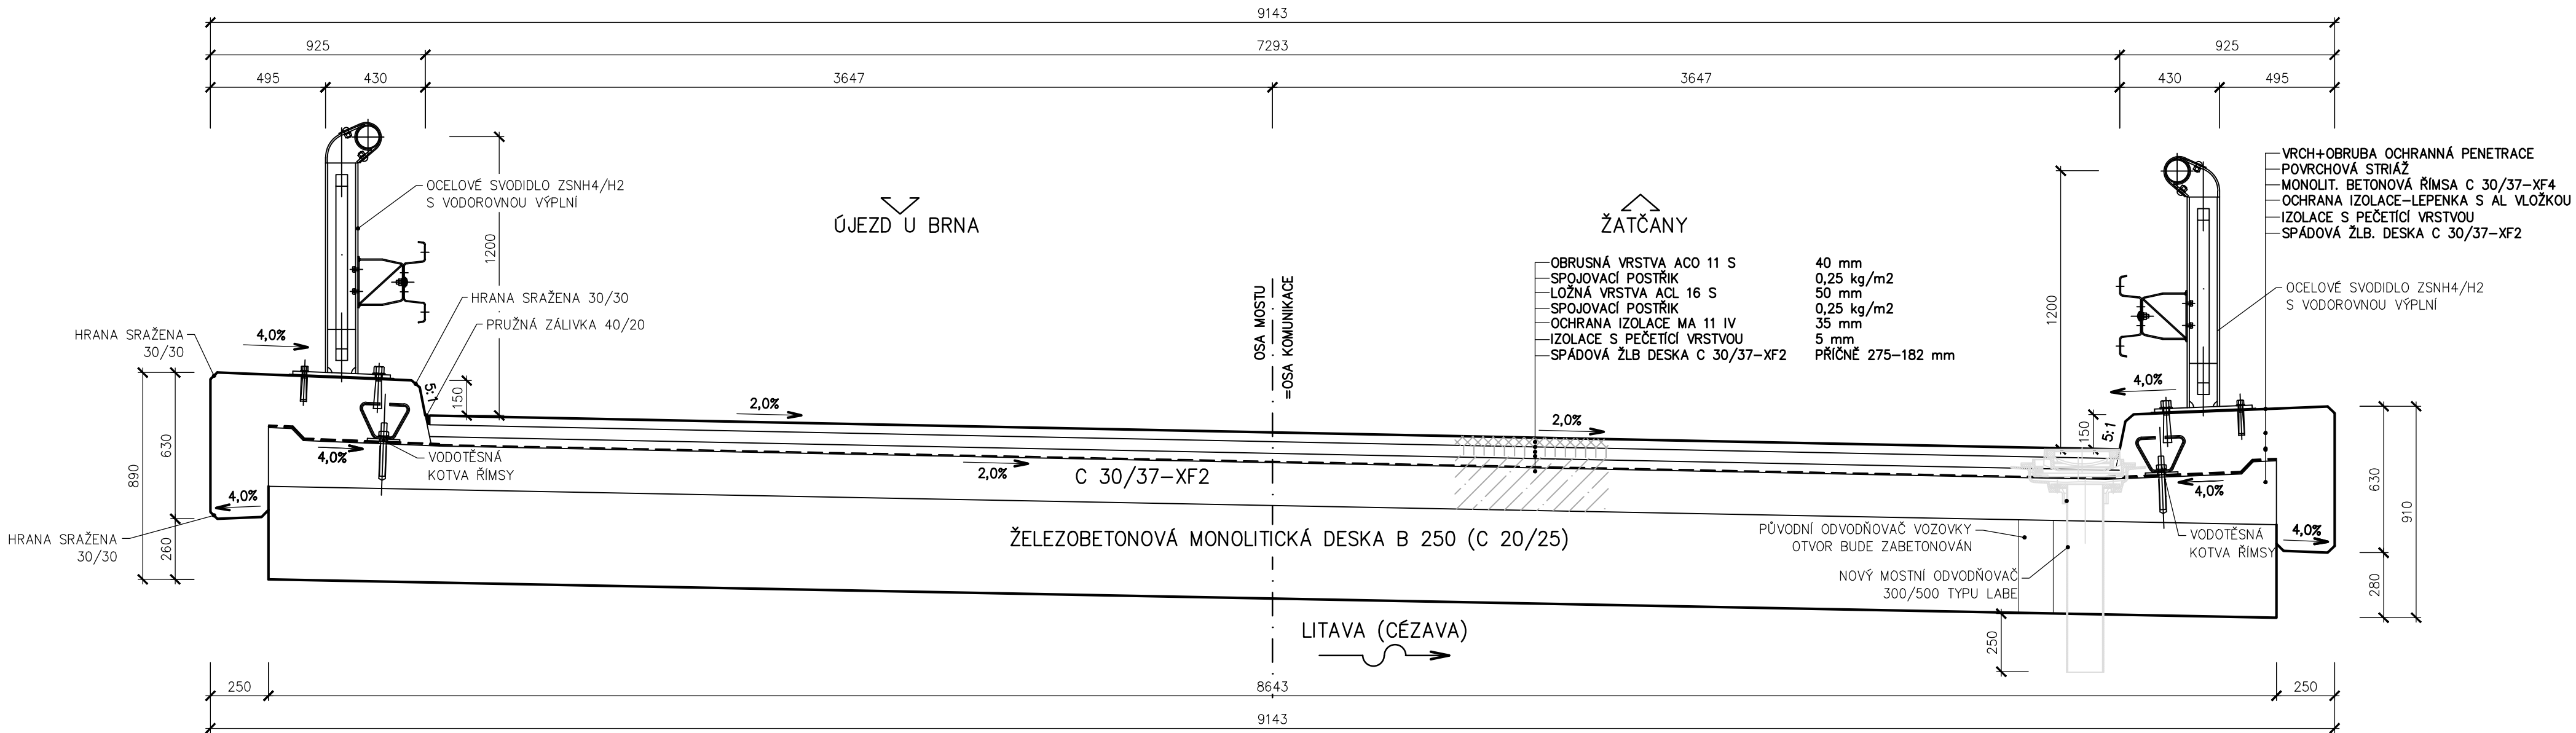 9143
925
7293
925
495
430
3647
3647
430
495
OCELOVÉ SVODIDLO ZSNH4/H2
S VODOROVNOU VÝPLNÍ
1200
ÚJEZD U BRNA
ŽATČANY
VRCH+OBRUBA OCHRANNÁ PENETRACE
POVRCHOVÁ STRIÁŽ
MONOLIT. BETONOVÁ ŘÍMSA C 30/37-XF4
OCHRANA IZOLACE-LEPENKA S AL VLOŽKOU
IZOLACE S PEČETÍCÍ VRSTVOU
SPÁDOVÁ ŽLB. DESKA C 30/37-XF2
OBRUSNÁ VRSTVA ACO 11 S 40 mm
SPOJOVACÍ POSTŘIK 0,25 kg/m2
LOŽNÁ VRSTVA ACL 16 S 50 mm
SPOJOVACÍ POSTŘIK 0,25 kg/m2
OCHRANA IZOLACE MA 11 IV 35 mm
IZOLACE S PEČETÍCÍ VRSTVOU 5 mm
SPÁDOVÁ ŽLB DESKA C 30/37-XF2 PŘÍČNĚ 275-182 mm
OSA MOSTU
=OSA KOMUNIKACE
1200
OCELOVÉ SVODIDLO ZSNH4/H2
S VODOROVNOU VÝPLNÍ
HRANA SRAŽENA 30/30
PRUŽNÁ ZÁLIVKA 40/20
HRANA SRAŽENA
30/30
4,0%
5:1
150
2,0%
2,0%
4,0%
150
5:1
890
630
260
4,0%
VODOTĚSNÁ
KOTVA ŘÍMSY
2,0%
C 30/37-XF2
4,0%
4,0%
HRANA SRAŽENA
30/30
ŽELEZOBETONOVÁ MONOLITICKÁ DESKA B 250 (C 20/25)
PŮVODNÍ ODVODŇOVAČ VOZOVKY
OTVOR BUDE ZABETONOVÁN
NOVÝ MOSTNÍ ODVODŇOVAČ
300/500 TYPU LABE
VODOTĚSNÁ
KOTVA ŘÍMSY
4,0%
630
280
910
LITAVA (CÉZAVA)
250
250
8643
250
9143